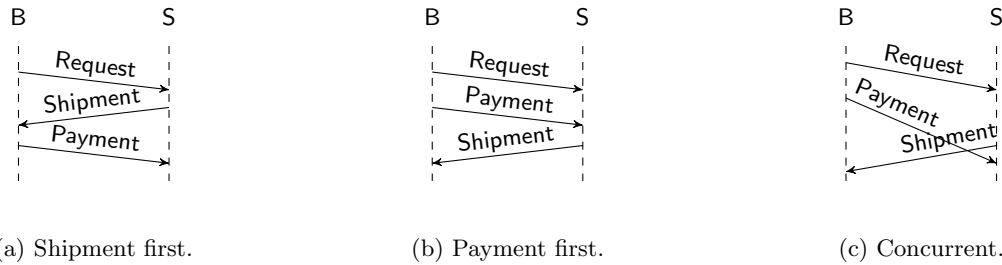 B S
Request
Shipment
Payment
(a) Shipment first.
B S
Request
Payment
Shipment
(b) Payment first.
B S
Request
Payment
Shipment
(c) Concurrent.